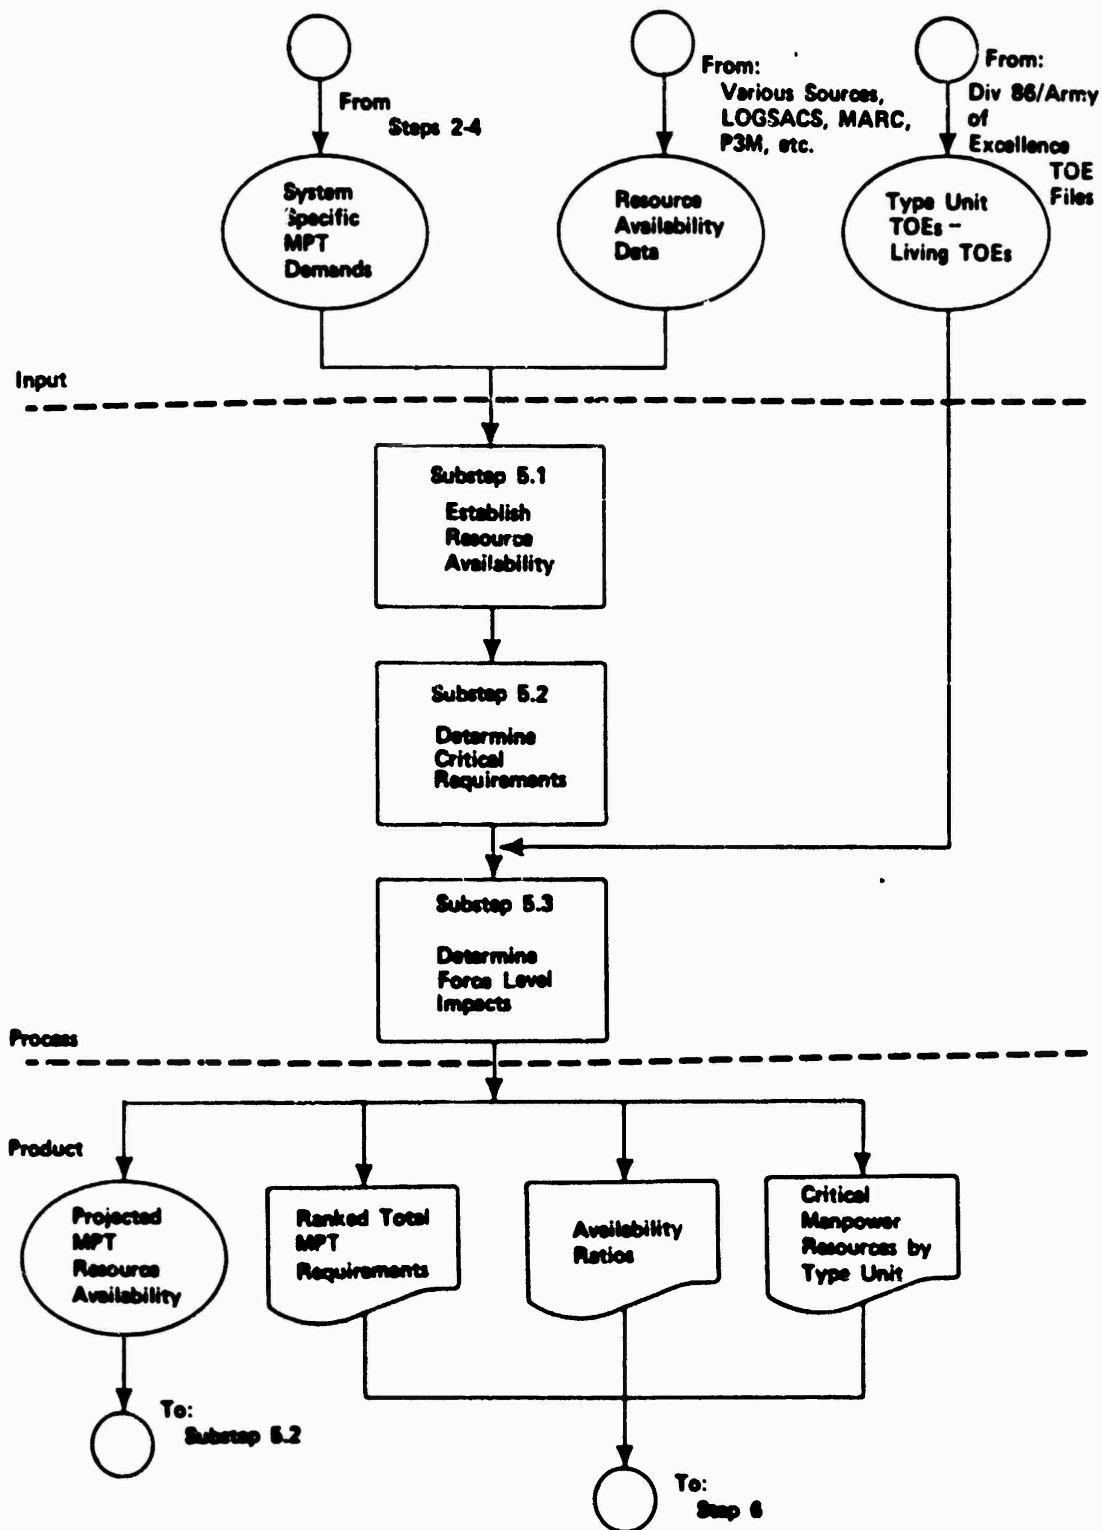 From
Steps 2-4
From:
Various Sources,
LOGSACS, MARC,
P3M, etc.
From:
Div 86/Army
of
Excellence
TOE
Files
System
Specific
MPT
Demands
Resource
Availability
Data
Type Unit
TOEs -
Living TOEs
Input
Substep 5.1
Establish
Resource
Availability
Substep 5.2
Determine
Critical
Requirements
Substep 5.3
Determine
Force Level
Impacts
Process
Product
Projected
MPT
Resource
Availability
Ranked Total
MPT
Requirements
Availability
Ratios
Critical
Manpower
Resources by
Type Unit
To:
Substep 5.2
To:
Step 6